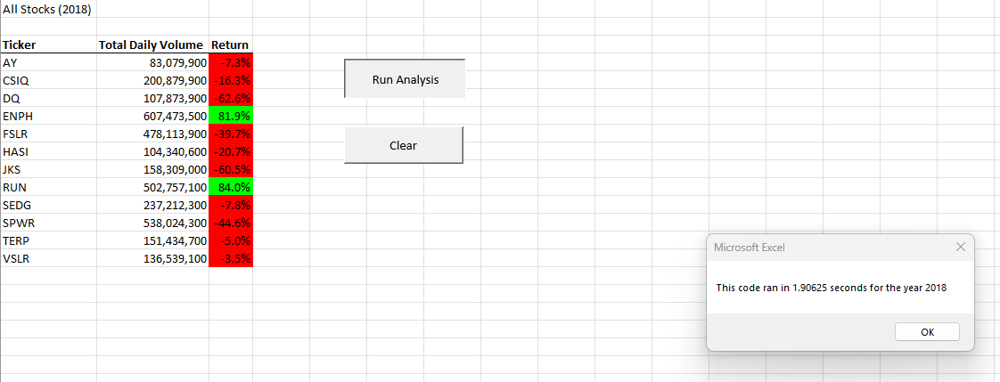 All Stocks (2018)
Ticker Total Daily Volume Return
AY 83,079,900 -7.3%
CSIQ 200,879,900 -16.3%
DQ 107,873,900 -62.6%
ENPH 607,473,500 81.9%
FSLR 478,113,900 -39.7%
HASI 104,340,600 -20.7%
JKS 158,309,000 -60.5%
RUN 502,757,100 84.0%
SEDG 237,212,300 -7.8%
SPWR 538,024,300 -44.6%
TERP 151,434,700 -5.0%
VSLR 136,539,100 -3.5%
Run Analysis
Clear
Microsoft Excel
This code ran in 1.90625 seconds for the year 2018
OK